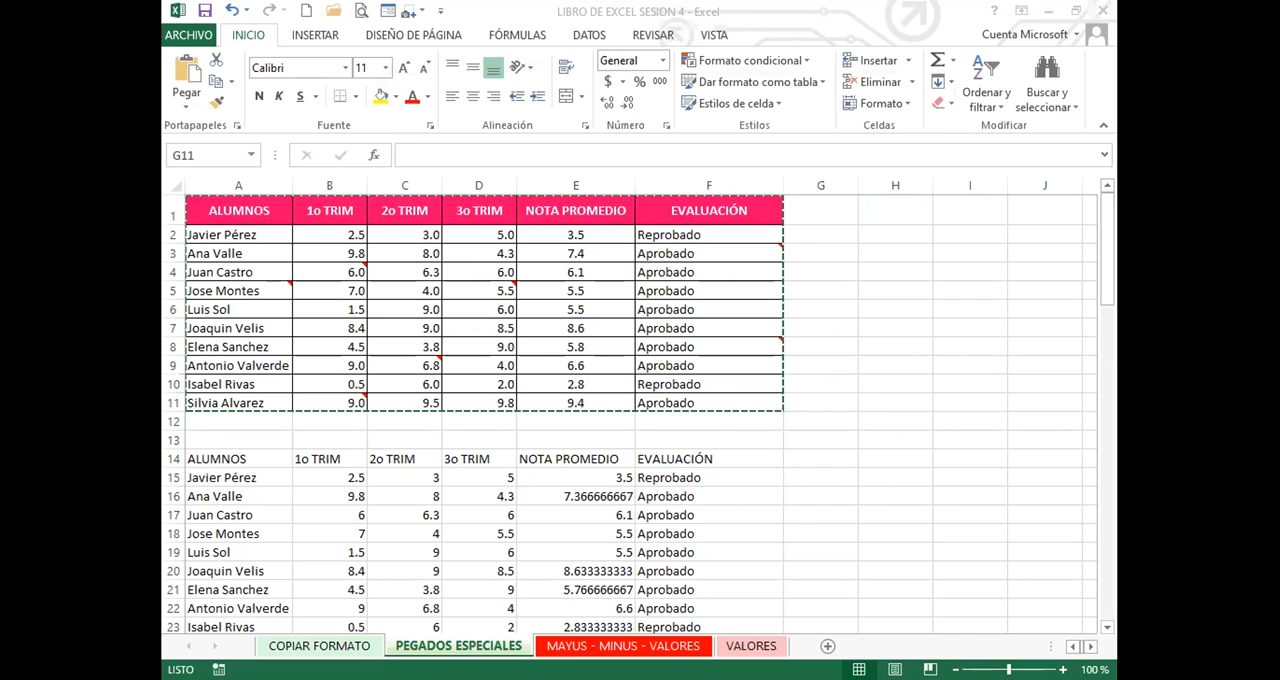 LIBRO DE EXCEL SESION 4 - Excel
ARCHIVO INICIO INSERTAR DISEÑO DE PÁGINA FÓRMULAS DATOS REVISAR VISTA Cuenta Microsoft
Calibri 11 General Formato condicional Insertar
Pegar N K S $ % 000 Dar formato como tabla Eliminar Ordenar y filtrar Buscar y seleccionar
Estilos de celda Formato
Portapapeles Fuente Alineación Número Estilos Celdas Modificar
G11 fx
A B C D E F G H I J
1 ALUMNOS 1o TRIM 2o TRIM 3o TRIM NOTA PROMEDIO EVALUACIÓN
2 Javier Pérez 2.5 3.0 5.0 3.5 Reprobado
3 Ana Valle 9.8 8.0 4.3 7.4 Aprobado
4 Juan Castro 6.0 6.3 6.0 6.1 Aprobado
5 Jose Montes 7.0 4.0 5.5 5.5 Aprobado
6 Luis Sol 1.5 9.0 6.0 5.5 Aprobado
7 Joaquin Velis 8.4 9.0 8.5 8.6 Aprobado
8 Elena Sanchez 4.5 3.8 9.0 5.8 Aprobado
9 Antonio Valverde 9.0 6.8 4.0 6.6 Aprobado
10 Isabel Rivas 0.5 6.0 2.0 2.8 Reprobado
11 Silvia Alvarez 9.0 9.5 9.8 9.4 Aprobado
12
13
14 ALUMNOS 1o TRIM 2o TRIM 3o TRIM NOTA PROMEDIO EVALUACIÓN
15 Javier Pérez 2.5 3 5 3.5 Reprobado
16 Ana Valle 9.8 8 4.3 7.366666667 Aprobado
17 Juan Castro 6 6.3 6 6.1 Aprobado
18 Jose Montes 7 4 5.5 5.5 Aprobado
19 Luis Sol 1.5 9 6 5.5 Aprobado
20 Joaquin Velis 8.4 9 8.5 8.633333333 Aprobado
21 Elena Sanchez 4.5 3.8 9 5.766666667 Aprobado
22 Antonio Valverde 9 6.8 4 6.6 Aprobado
23 Isabel Rivas 0.5 6 2 2.833333333 Reprobado
COPIAR FORMATO PEGADOS ESPECIALES MAYUS - MINUS - VALORES VALORES
LISTO 100 %